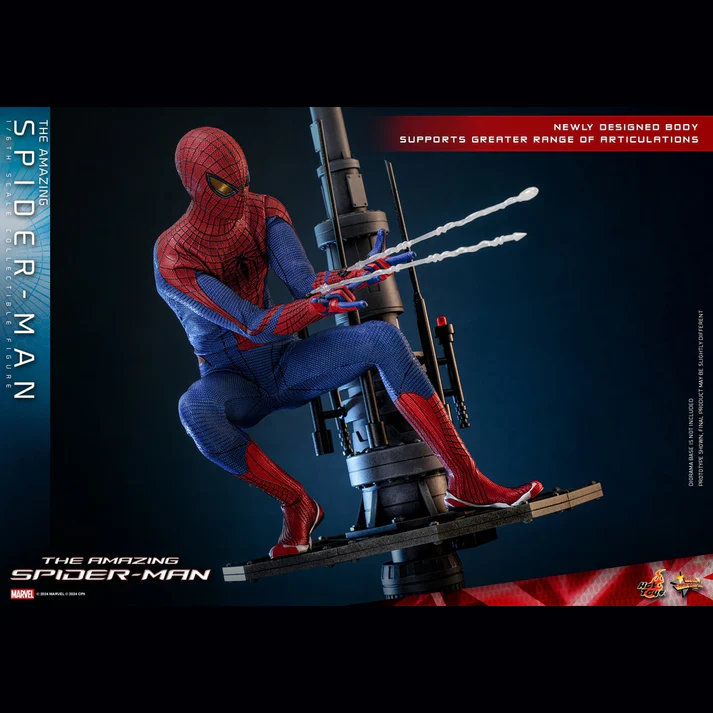 THE AMAZING
SPIDER-MAN
1/6TH SCALE COLLECTIBLE FIGURE
NEWLY DESIGNED BODY
SUPPORTS GREATER RANGE OF ARTICULATIONS
DIORAMA BASE IS NOT INCLUDED
PROTOTYPE SHOWN, FINAL PRODUCT MAY BE SLIGHTLY DIFFERENT
THE AMAZING
SPIDER-MAN
MARVEL © 2024 MARVEL © 2024 CPII
Hot
Toys